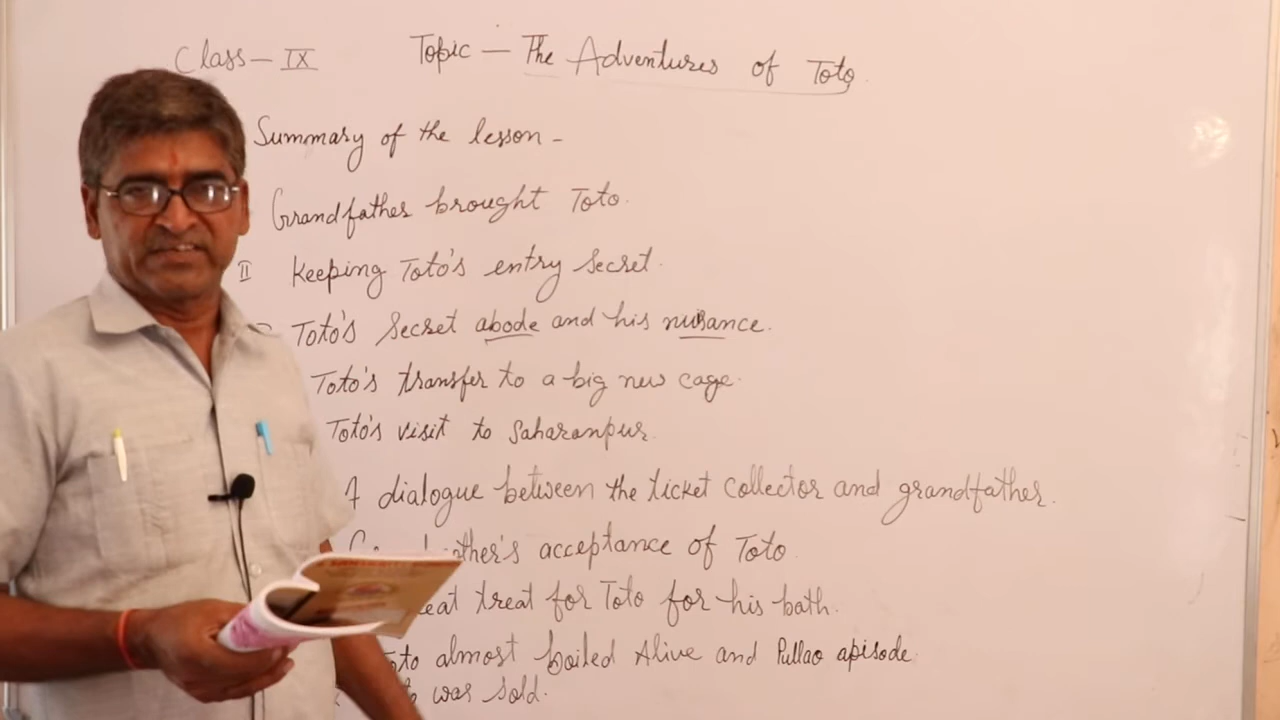 Class - IX Topic - The Adventures of Toto
Summary of the lesson -
Grandfather brought Toto.
II Keeping Toto's entry secret.
Toto's secret abode and his nuisance.
Toto's transfer to a big new cage.
Toto's visit to Saharanpur.
A dialogue between the ticket collector and grandfather.
acceptance of Toto
treat for Toto for his bath.
almost boiled Alive and Pullao apisode.
was sold.